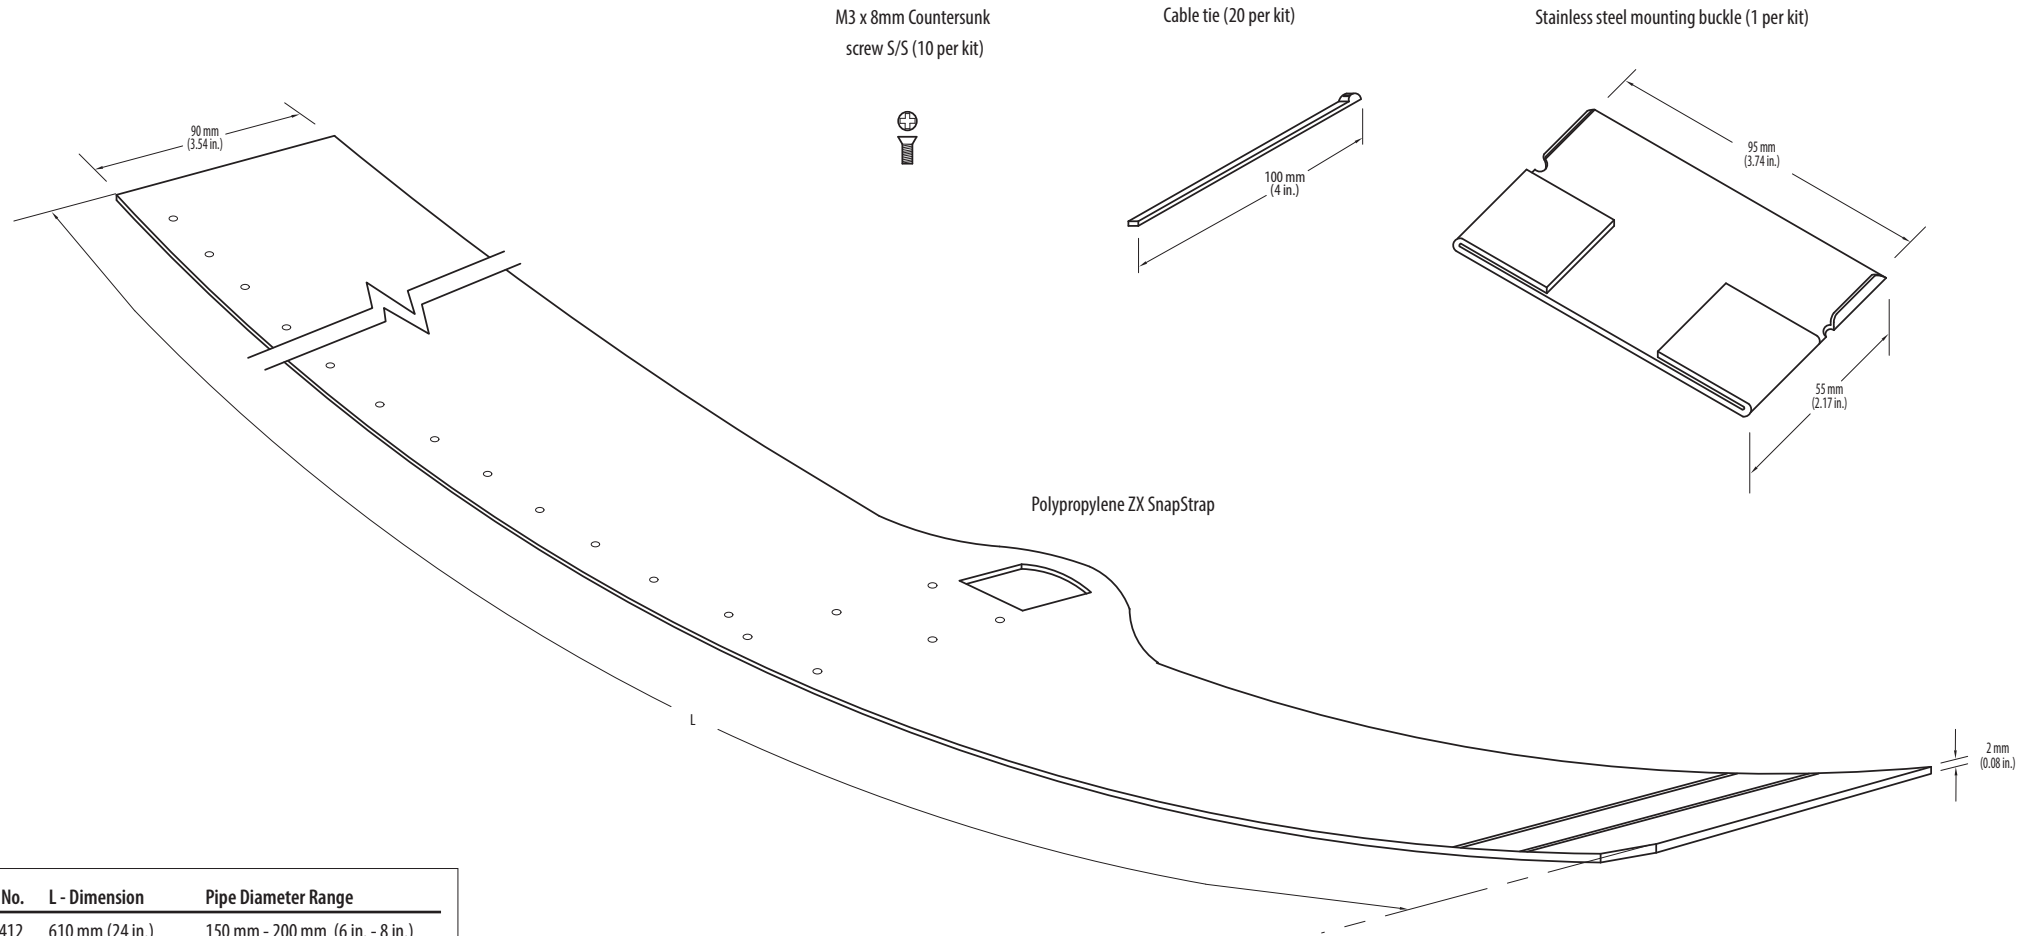 M3 x 8mm Countersunk
screw S/S (10 per kit)
Cable tie (20 per kit)
Stainless steel mounting buckle (1 per kit)
90 mm
(3.54 in.)
100 mm
(4 in.)
95 mm
(3.74 in.)
55 mm
(2.17 in.)
Polypropylene ZX SnapStrap
L
2 mm
(0.08 in.)
No. L - Dimension Pipe Diameter Range
412 610 mm (24 in.) 150 mm - 200 mm (6 in. - 8 in.)